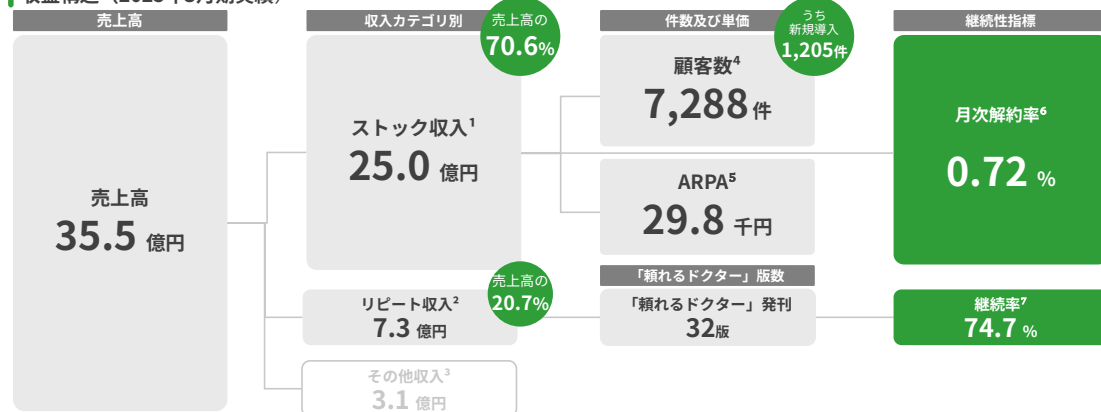 売上高
収入カテゴリ別
件数及び単価
継続性指標
売上高
35.5 億円
ストック収入¹
25.0 億円
売上高の
70.6%
リピート収入²
7.3 億円
売上高の
20.7%
その他収入³
3.1 億円
顧客数⁴
7,288 件
うち
新規導入
1,205件
ARPA⁵
29.8 千円
「頼れるドクター」版数
「頼れるドクター」発刊
32版
月次解約率⁶
0.72 %
継続率⁷
74.7 %